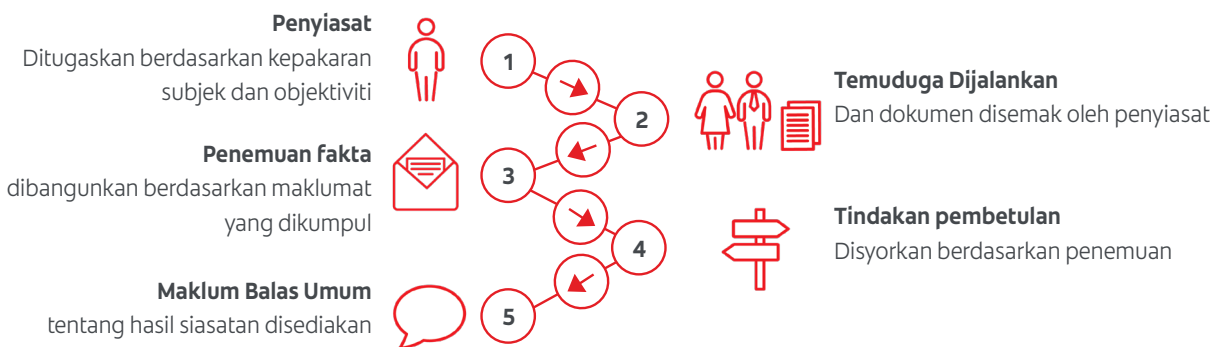 Penyiasat
Ditugaskan berdasarkan kepakaran
subjek dan objektiviti
1
2
Temuduga Dijalankan
Dan dokumen disemak oleh penyiasat
Penemuan fakta
dibangunkan berdasarkan maklumat
yang dikumpul
3
4
Tindakan pembetulan
Disyorkan berdasarkan penemuan
Maklum Balas Umum
tentang hasil siasatan disediakan
5